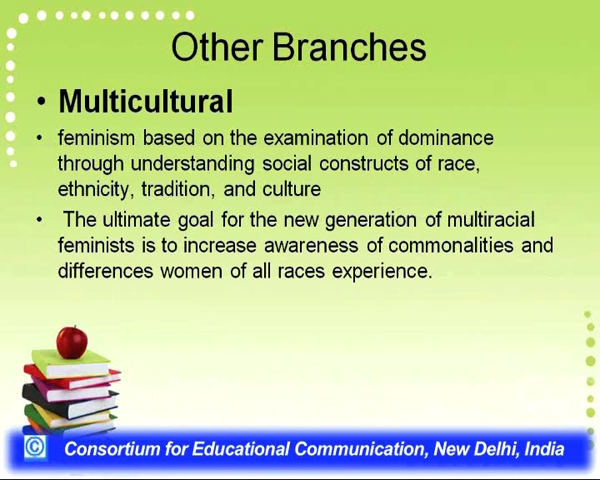 Other Branches
• Multicultural
• feminism based on the examination of dominance
through understanding social constructs of race,
ethnicity, tradition, and culture
• The ultimate goal for the new generation of multiracial
feminists is to increase awareness of commonalities and
differences women of all races experience.
© Consortium for Educational Communication, New Delhi, India